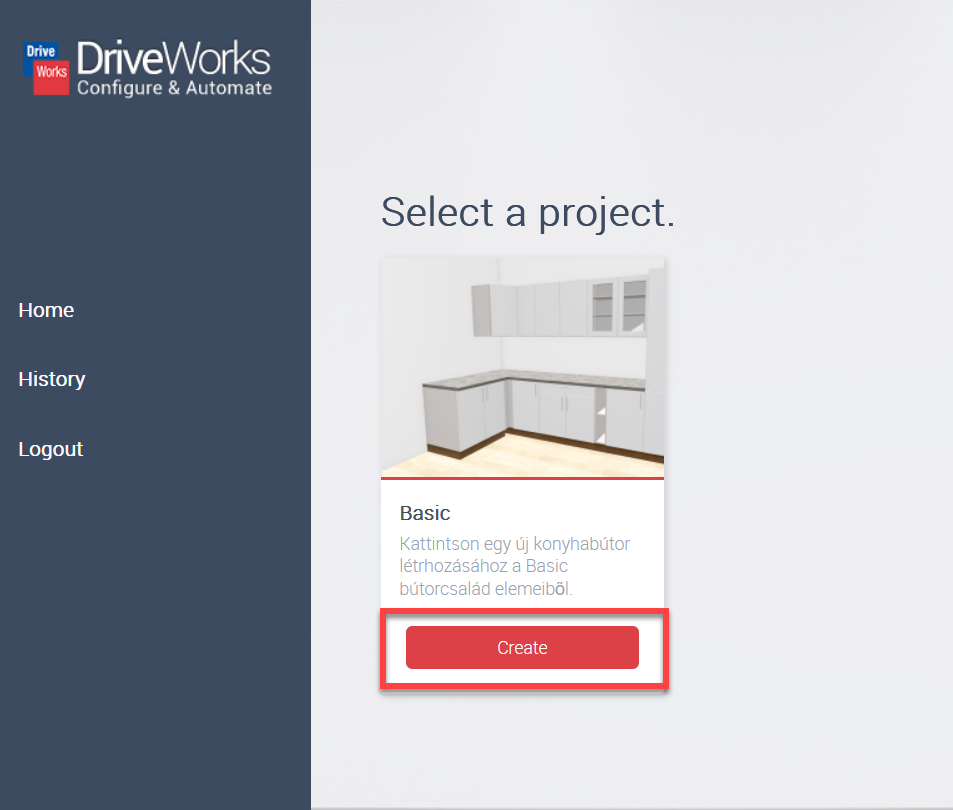 Drive
Works
DriveWorks
Configure & Automate
Home
History
Logout
Select a project.
Basic
Kattintson egy új konyhabútor
létrhozásához a Basic
bútorcsalád elemeiből.
Create